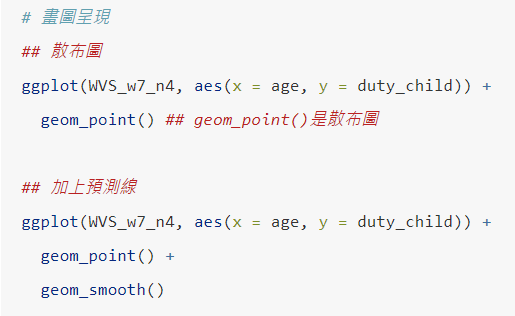 # 畫圖呈現
## 散布圖
ggplot(WVS_w7_n4, aes(x = age, y = duty_child)) +
  geom_point() ## geom_point()是散布圖

## 加上預測線
ggplot(WVS_w7_n4, aes(x = age, y = duty_child)) +
  geom_point() +
  geom_smooth()